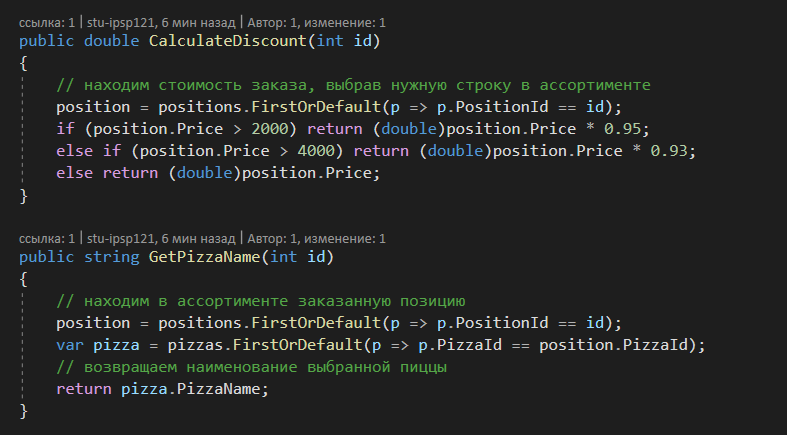 ссылка: 1 | stu-ipsp121, 6 мин назад | Автор: 1, изменение: 1
public double CalculateDiscount(int id)
{
// находим стоимость заказа, выбрав нужную строку в ассортименте
position = positions.FirstOrDefault(p => p.PositionId == id);
if (position.Price > 2000) return (double)position.Price * 0.95;
else if (position.Price > 4000) return (double)position.Price * 0.93;
else return (double)position.Price;
}
ссылка: 1 | stu-ipsp121, 6 мин назад | Автор: 1, изменение: 1
public string GetPizzaName(int id)
{
// находим в ассортименте заказанную позицию
position = positions.FirstOrDefault(p => p.PositionId == id);
var pizza = pizzas.FirstOrDefault(p => p.PizzaId == position.PizzaId);
// возвращаем наименование выбранной пиццы
return pizza.PizzaName;
}